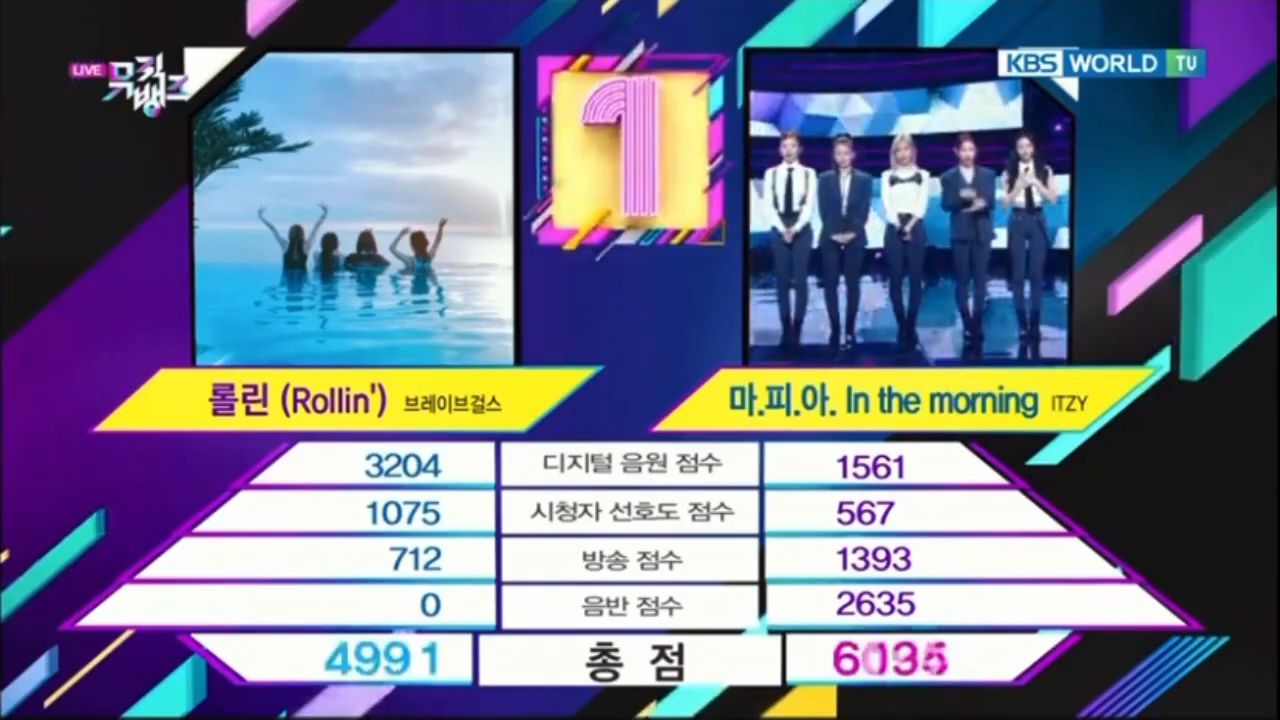 LIVE 뮤직뱅크
KBS WORLD TV
1
롤린 (Rollin') 브레이브걸스
마.피.아. In the morning ITZY
3204 디지털 음원 점수 1561
1075 시청자 선호도 점수 567
712 방송 점수 1393
0 음반 점수 2635
4991 총 점